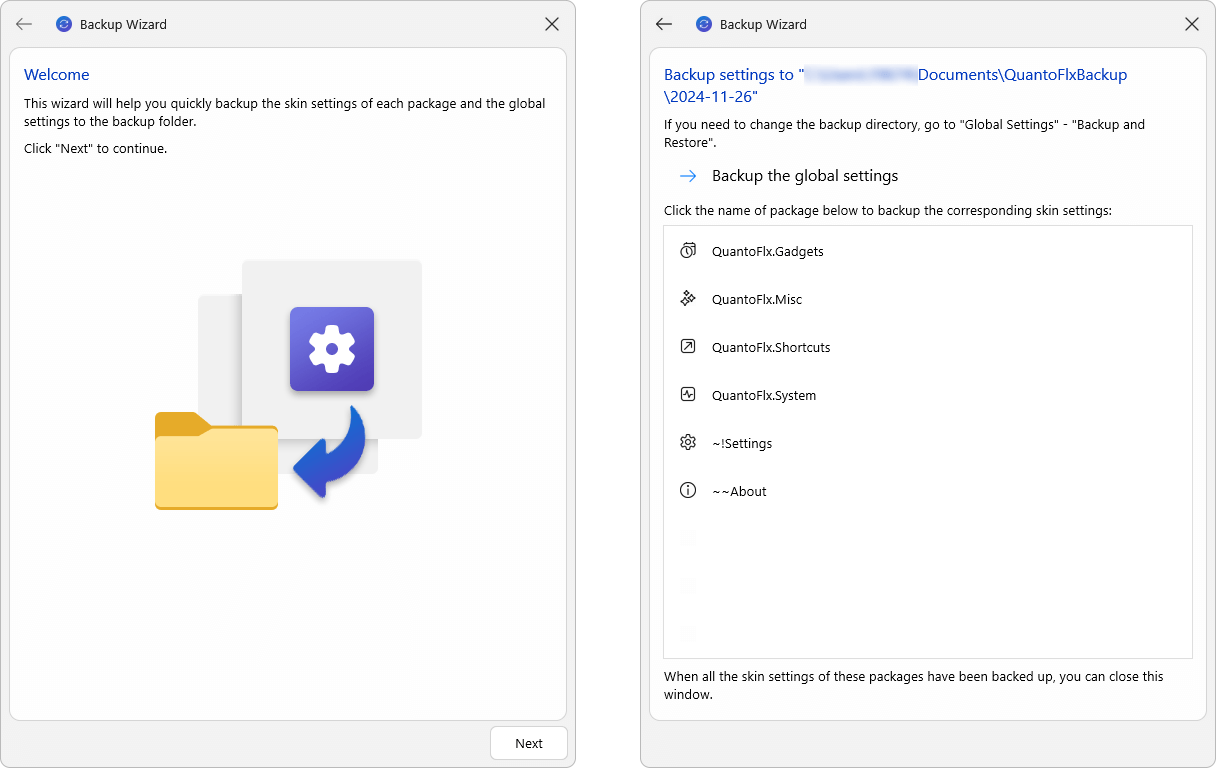 Backup Wizard
Welcome
This wizard will help you quickly backup the skin settings of each package and the global
settings to the backup folder.
Click "Next" to continue.
Next
Backup Wizard
Backup settings to "Documents\QuantoFlxBackup
\2024-11-26"
If you need to change the backup directory, go to "Global Settings" - "Backup and
Restore".
Backup the global settings
Click the name of package below to backup the corresponding skin settings:
QuantoFlx.Gadgets
QuantoFlx.Misc
QuantoFlx.Shortcuts
QuantoFlx.System
~!Settings
~~About
When all the skin settings of these packages have been backed up, you can close this
window.